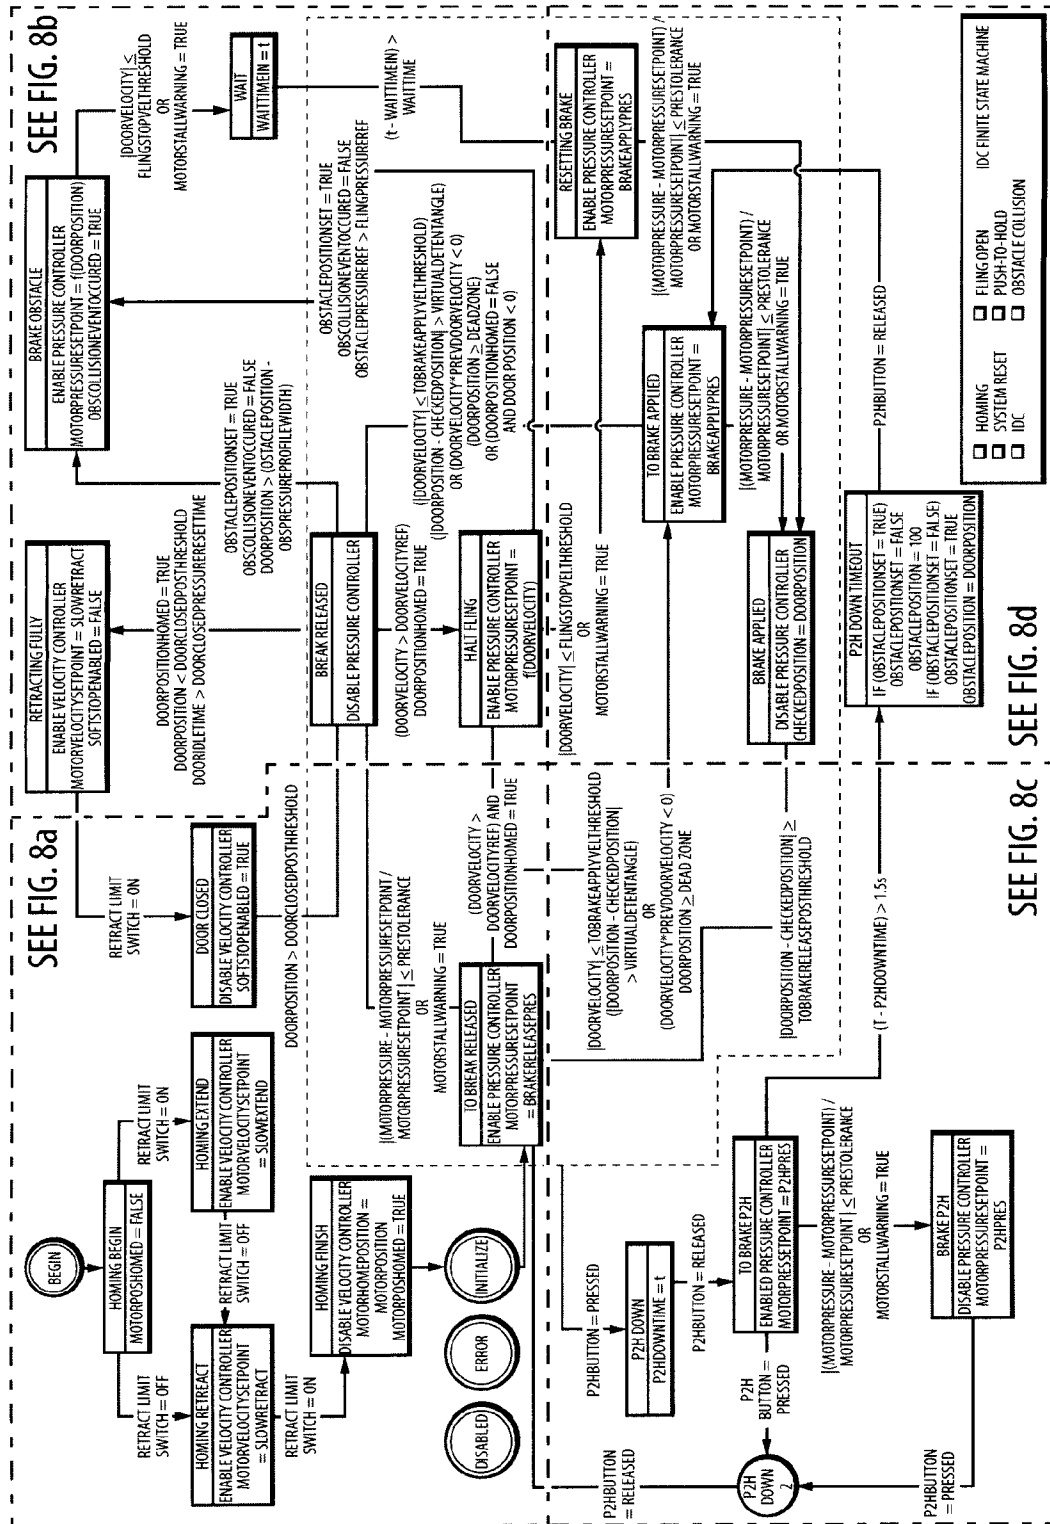 SEE FIG. 8a
BEGIN
HOMING BEGIN
MOTORPOSHOMED = FALSE
RETRACT LIMIT
SWITCH = OFF
RETRACT LIMIT
SWITCH = ON
HOMING RETREACT
ENABLE VELOCITY CONTROLLER
MOTORVELOCITYSETPOINT
= SLOWRETRACT
HOMING EXTEND
ENABLE VELOCITY CONTROLLER
MOTORVELOCITYSETPOINT
= SLOWEXTEND
RETRACT LIMIT
SWITCH = OFF
RETRACT LIMIT
SWITCH = ON
HOMING FINISH
DISABLE VELOCITY CONTROLLER
MOTORHOMEPOSITION =
MOTORPOSITION
MOTORPOSHOMED = TRUE
DISABLED
ERROR
INITIALIZE
RETRACT LIMIT
SWITCH = ON
DOOR CLOSED
DISABLE VELOCITY CONTROLLER
SOFTSTOPENABLED = TRUE
DOORPOSITION > DOORCLOSEDPOSTHRESHOLD
|(MOTORPRESSURE - MOTORPRESSURESETPOINT /
MOTORPRESSURESETPOINT| ≤ PRESTOLERANCE
OR
MOTORSTALLWARNING = TRUE
TO BREAK RELEASED
ENABLE PRESSURE CONTROLLER
MOTORPRESSURESETPOINT
= BRAKERELEASEPRES
(DOORVELOCITY >
DOORVELOCITYREF) AND
DOORPOSITIONHOMED = TRUE
SEE FIG. 8b
RETRACTING FULLY
ENABLE VELOCITY CONTROLLER
MOTORVELOCITYSETPOINT = SLOWRETRACT
SOFTSTOPENABLED = FALSE
DOORPOSITIONHOMED = TRUE
DOORPOSITION < DOORCLOSEDPOSTHRESHOLD
DOORIDLETIME > DOORCLOSEDPRESSURERESETTIME
BRAKE OBSTACLE
ENABLE PRESSURE CONTROLLER
MOTORPRESSURESETPOINT = f(DOORPOSITION)
OBSCOLLISIONEVENTOCCURED = TRUE
|DOORVELOCITY| ≤
FLINGSTOPVELTHRESHOLD
OR
MOTORSTALLWARNING = TRUE
WAIT
WAITTIMEIN = t
(t - WAITTIMEIN) >
WAITTIME
OBSTACLEPOSITIONSET = TRUE
OBSCOLLISIONEVENTOCURED = FALSE
DOORPOSITION > (OSTACLEPOSITION -
OBSPRESSUREPROFILEWIDTH)
OBSTACLEPOSITIONSET = TRUE
OBSCOLLISIONEVENTOCURED = FALSE
OBSTACLEPRESSUREREF > FLINGPRESSUREREF
BREAK RELEASED
DISABLE PRESSURE CONTROLLER
(DOORVELOCITY > DOORVELOCITYREF)
DOORPOSITIONHOMED = TRUE
(|DOORVELOCITY| ≤ TOBRAKEAPPLYVELTHRESHOLD)
(|DOORPOSITION - CHECKEDPOSITION| > VIRTUALDETENTANGLE)
OR (DOORVELOCITY*PREVDOORVELOCITY < 0)
(DOORPOSITION ≥ DEADZONE)
OR (DOORPOSITIONHOMED = FALSE
AND DOOR POSITION < 0)
HALT FLING
ENABLE PRESSURE CONTROLLER
MOTORPRESSURESETPOINT =
f(DOORVELOCITY)
SEE FIG. 8c
|DOORVELOCITY| ≤ TOBRAKEAPPLYVELTHRESHOLD
(|DOORPOSITION - CHECKEDPOSITION|
> VIRTUALDETENTANGLE)
OR
(DOORVELOCITY*PREVDOORVELOCITY < 0)
DOORPOSITION ≥ DEAD ZONE
|DOORPOSITION - CHECKEDPOSITION| ≥
TOBRAKERELEASEPOSTHRESHOLD
P2HBUTTON = PRESSED
P2H DOWN
P2HDOWNTIME = t
P2HBUTTON = RELEASED
TO BRAKE P2H
ENABLED PRESSURE CONTROLLER
MOTORPRESSETPOINT = P2HPRES
(T - P2HDOWNTIME) > 1.5s
|(MOTORPRESSURE - MOTORPRESSURESETPOINT) /
MOTORPRESSURESETPOINT| ≤ PRESTOLERANCE
OR
MOTORSTALLWARNING = TRUE
BRAKE P2H
DISABLE PRESSURE CONTROLLER
MOTORPRESSURESETPOINT =
P2HPRES
P2H
BUTTON =
PRESSED
P2H
DOWN
2
P2HBUTTON
= RELEASED
P2HBUTTON
= PRESSED
SEE FIG. 8d
|DOORVELOCITY| ≤ FLINGSTOPVELTHRESHOLD
OR
MOTORSTALLWARNING = TRUE
RESETTING BRAKE
ENABLE PRESSURE CONTROLLER
MOTORPRESSURESETPOINT =
BRAKEAPPLYPRES
|(MOTORPRESSURE - MOTORPRESSURESETPOINT) /
MOTORPRESSURESETPOINT| ≤ PRESTOLERANCE
OR MOTORSTALLWARNING = TRUE
TO BRAKE APPLIED
ENABLE PRESSURE CONTROLLER
MOTORPRESSURESETPOINT =
BRAKEAPPLYPRES
|(MOTORPRESSURE - MOTORPRESSURESETPOINT) /
MOTORPRESSURESETPOINT| ≤ PRESTOLERANCE
OR MOTORSTALLWARNING = TRUE
BRAKE APPLIED
DISABLE PRESSURE CONTROLLER
CHECKEDPOSITION = DOORPOSITION
P2H DOWN TIMEOUT
IF (OBSTACLEPOSITIONSET = TRUE)
OBSTACLEPOSITIONSET = FALSE
OBSTACLEPOSITION = 100
IF (OBSTACLEPOSITIONSET = FALSE)
OBSTACLEPOSITIONSET = TRUE
OBSTACLEPOSITION = DOORPOSITION
P2HBUTTON = RELEASED
HOMING
SYSTEM RESET
IDC
FLING OPEN
PUSH-TO-HOLD
OBSTACLE COLLISION
IDC FINITE STATE MACHINE